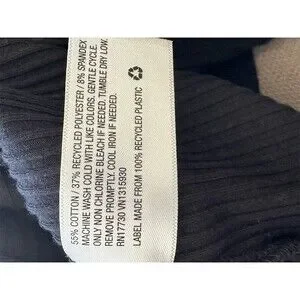 55% COTTON / 37% RECYCLED POLYESTER / 8% SPANDEX
MACHINE WASH COLD WITH LIKE COLORS. GENTLE CYCLE.
ONLY NON CHLORINE BLEACH IF NEEDED. TUMBLE DRY LOW.
REMOVE PROMPTLY. COOL IRON IF NEEDED.
RN17730 VN1315930
LABEL MADE FROM 100% RECYCLED PLASTIC